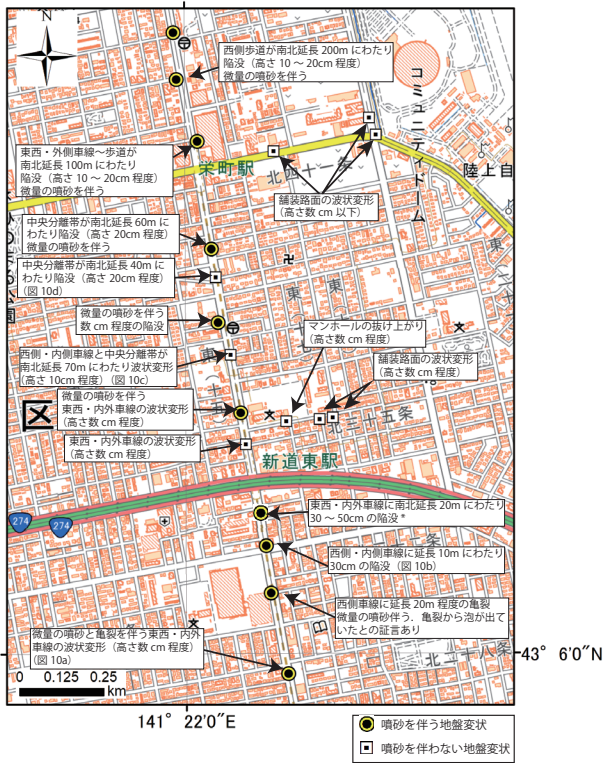 N
西側歩道が南北延長 200m にわたり
陥没（高さ 10 ～ 20cm 程度）
微量の噴砂を伴う
コミュニティドーム
東西・外側車線～歩道が
南北延長 100m にわたり
陥没（高さ 10 ～ 20cm 程度）
微量の噴砂を伴う
栄町駅
北四十一条
陸上自
舗装路面の波状変形
（高さ数 cm 以下）
中央分離帯が南北延長 60m に
わたり陥没（高さ 20cm 程度）
微量の噴砂を伴う
中央分離帯が南北延長 40m に
わたり陥没（高さ 20cm 程度）
（図 10d）
微量の噴砂を伴う
数 cm 程度の陥没
マンホールの抜け上がり
（高さ数 cm 程度）
西側・内側車線と中央分離帯が
南北延長 70m にわたり波状変形
（高さ 10cm 程度）（図 10c）
舗装路面の波状変形
（高さ数 cm 程度）
微量の噴砂を伴う
東西・内外車線の波状変形
（高さ数 cm 程度）
区
北三十五条
東西・内外車線の波状変形
（高さ数 cm 程度）
新道東駅
東西・内外車線に南北延長 20m にわたり
30 ～ 50cm の陥没 *
274
274
西側・内側車線に延長 10m にわたり
30cm の陥没（図 10b）
西側車線に延長 20m 程度の亀裂
微量の噴砂伴う．亀裂から泡が出て
いたとの証言あり
微量の噴砂と亀裂を伴う東西・内外
車線の波状変形（高さ数 cm 程度）
（図 10a）
北二十八条
43° 6′0″N
0 0.125 0.25
km
141° 22′0″E
噴砂を伴う地盤変状
噴砂を伴わない地盤変状